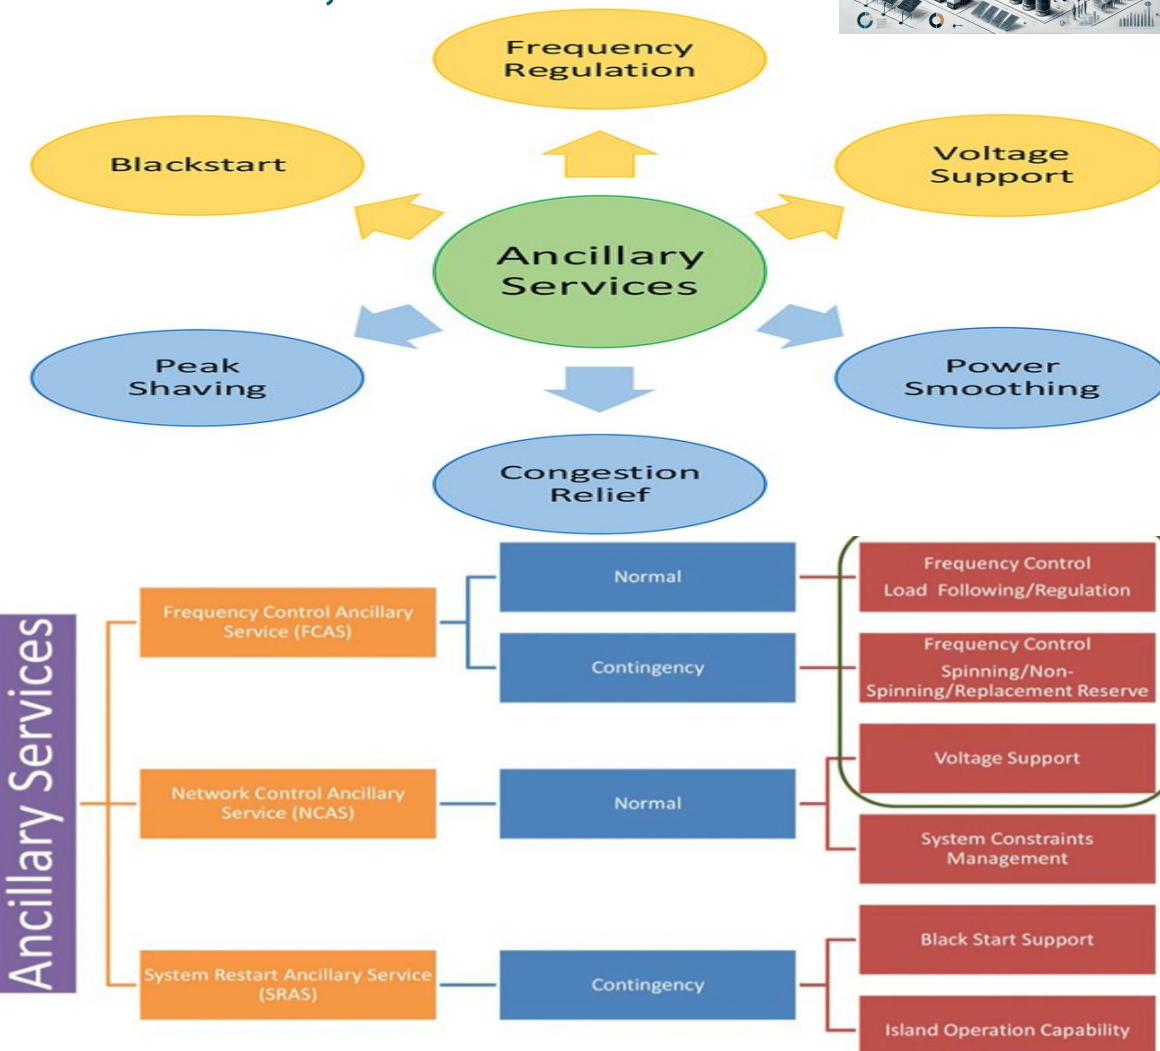 Frequency
Regulation
Blackstart
Voltage
Support
Ancillary
Services
Peak
Shaving
Power
Smoothing
Congestion
Relief
Ancillary Services
Frequency Control Ancillary
Service (FCAS)
Normal
Frequency Control
Load Following/Regulation
Contingency
Frequency Control
Spinning/Non-
Spinning/Replacement Reserve
Network Control Ancillary
Service (NCAS)
Normal
Voltage Support
System Constraints
Management
System Restart Ancillary Service
(SRAS)
Contingency
Black Start Support
Island Operation Capability